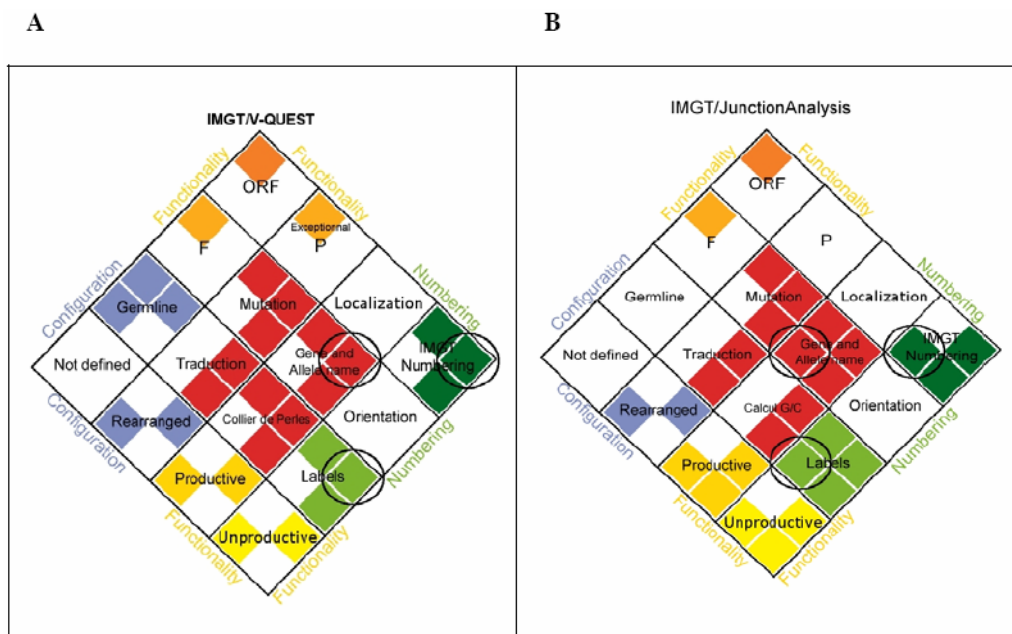 A
B
IMGT/V-QUEST
Functionality
Functionality
ORF
F
Exceptionnal
P
Configuration
Germline
Mutation
Localization
Numbering
Not defined
Traduction
Gene and
Allele name
IMGT
Numbering
Configuration
Rearranged
Collier de Perles
Orientation
Numbering
Productive
Labels
Functionality
Unproductive
Functionality
IMGT/JunctionAnalysis
Functionality
Functionality
ORF
F
P
Configuration
Germline
Mutation
Localization
Numbering
Not defined
Traduction
Gene and
Allele name
IMGT
Numbering
Configuration
Rearranged
Calcul G/C
Orientation
Numbering
Productive
Labels
Functionality
Unproductive
Functionality